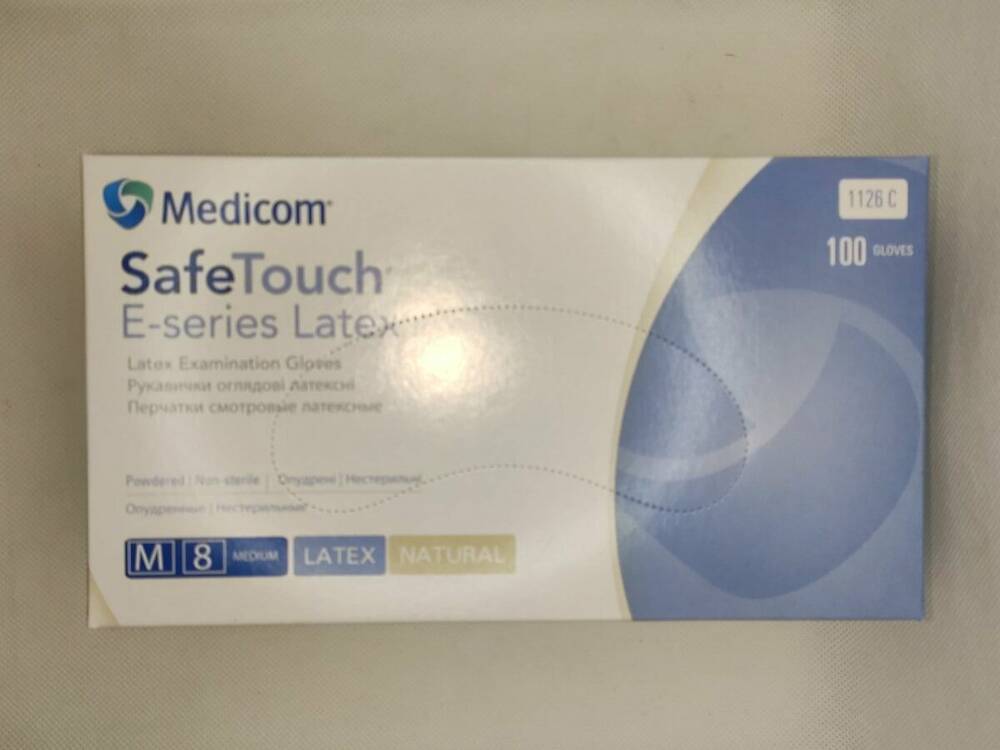 Medicom
1126 C
100 GLOVES
SafeTouch
E-series Latex
Latex Examination Gloves
Рукавички оглядові латексні
Перчатки смотровые латексные
Powdered | Non-sterile | Опудрені | Нестерильні
Опудренные | Нестерильные
M 8 MEDIUM LATEX NATURAL